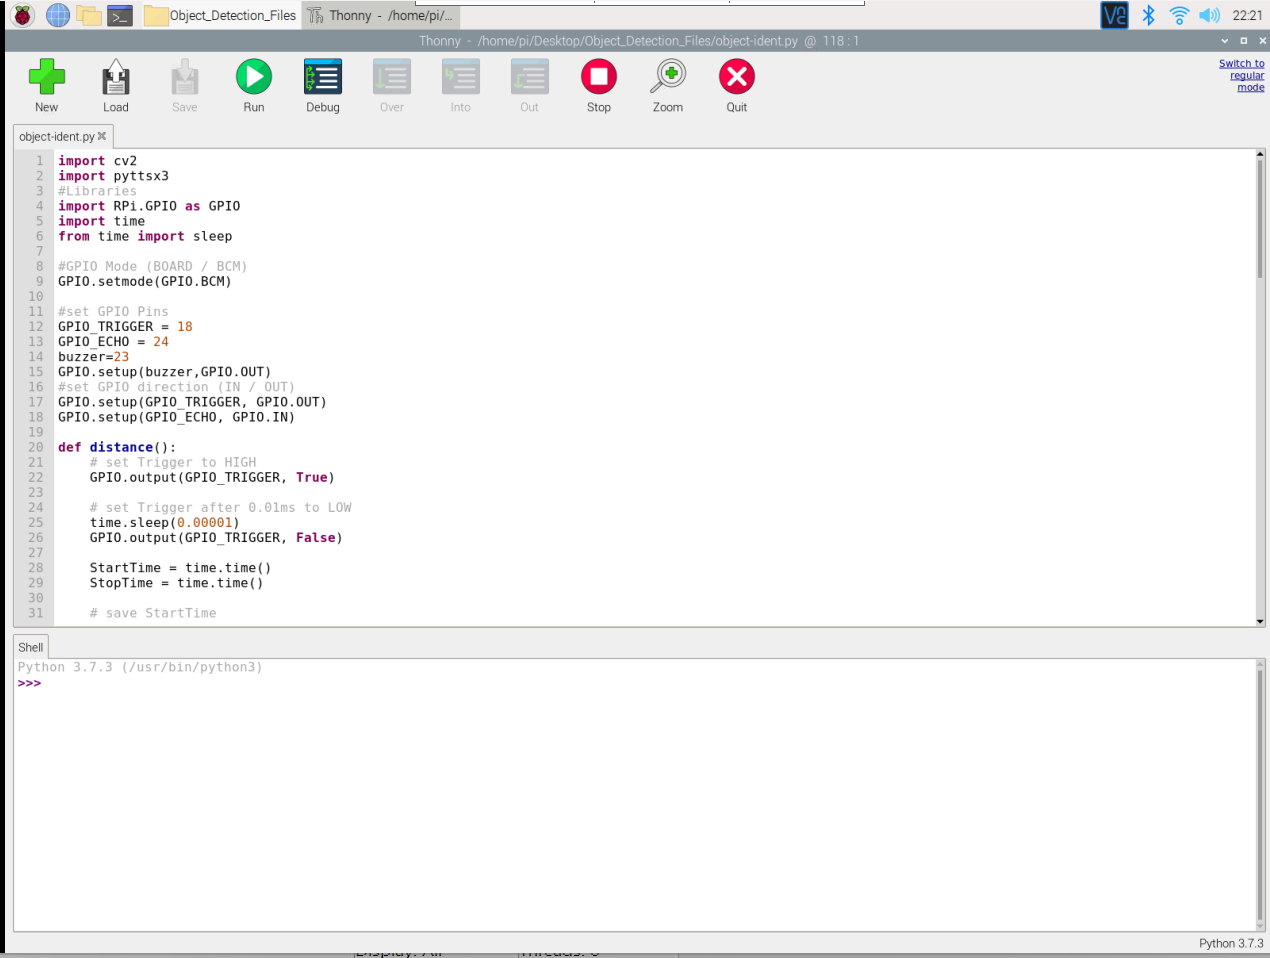 Object_Detection_Files
Thonny - /home/pi/...
22:21
Thonny - /home/pi/Desktop/Object_Detection_Files/object-ident.py @ 118:1
Switch to
regular
mode
New Load Save Run Debug Over Into Out Stop Zoom Quit
object-ident.py
1 import cv2
2 import pyttsx3
3 #Libraries
4 import RPi.GPIO as GPIO
5 import time
6 from time import sleep
7
8 #GPIO Mode (BOARD / BCM)
9 GPIO.setmode(GPIO.BCM)
10
11 #set GPIO Pins
12 GPIO_TRIGGER = 18
13 GPIO_ECHO = 24
14 buzzer=23
15 GPIO.setup(buzzer,GPIO.OUT)
16 #set GPIO direction (IN / OUT)
17 GPIO.setup(GPIO_TRIGGER, GPIO.OUT)
18 GPIO.setup(GPIO_ECHO, GPIO.IN)
19
20 def distance():
21     # set Trigger to HIGH
22     GPIO.output(GPIO_TRIGGER, True)
23
24     # set Trigger after 0.01ms to LOW
25     time.sleep(0.00001)
26     GPIO.output(GPIO_TRIGGER, False)
27
28     StartTime = time.time()
29     StopTime = time.time()
30
31     # save StartTime
Shell
Python 3.7.3 (/usr/bin/python3)
>>>
Python 3.7.3